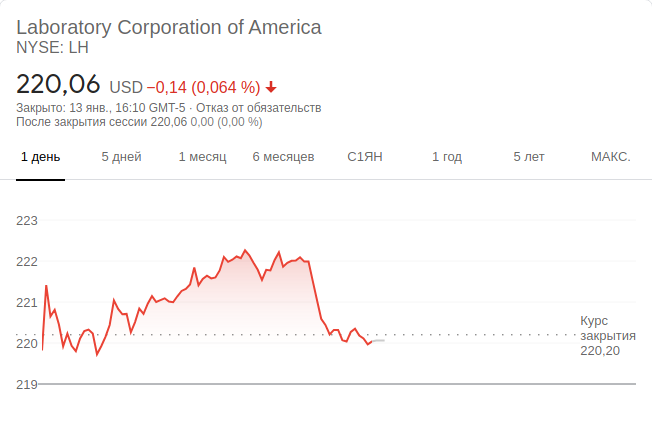 Laboratory Corporation of America
NYSE: LH
220,06 USD −0,14 (0,064 %)
Закрыто: 13 янв., 16:10 GMT-5 · Отказ от обязательств
После закрытия сессии 220,06 0,00 (0,00 %)
1 день 5 дней 1 месяц 6 месяцев С1ЯН 1 год 5 лет МАКС.
223
222
221
Курс
закрытия
220,20
220
219